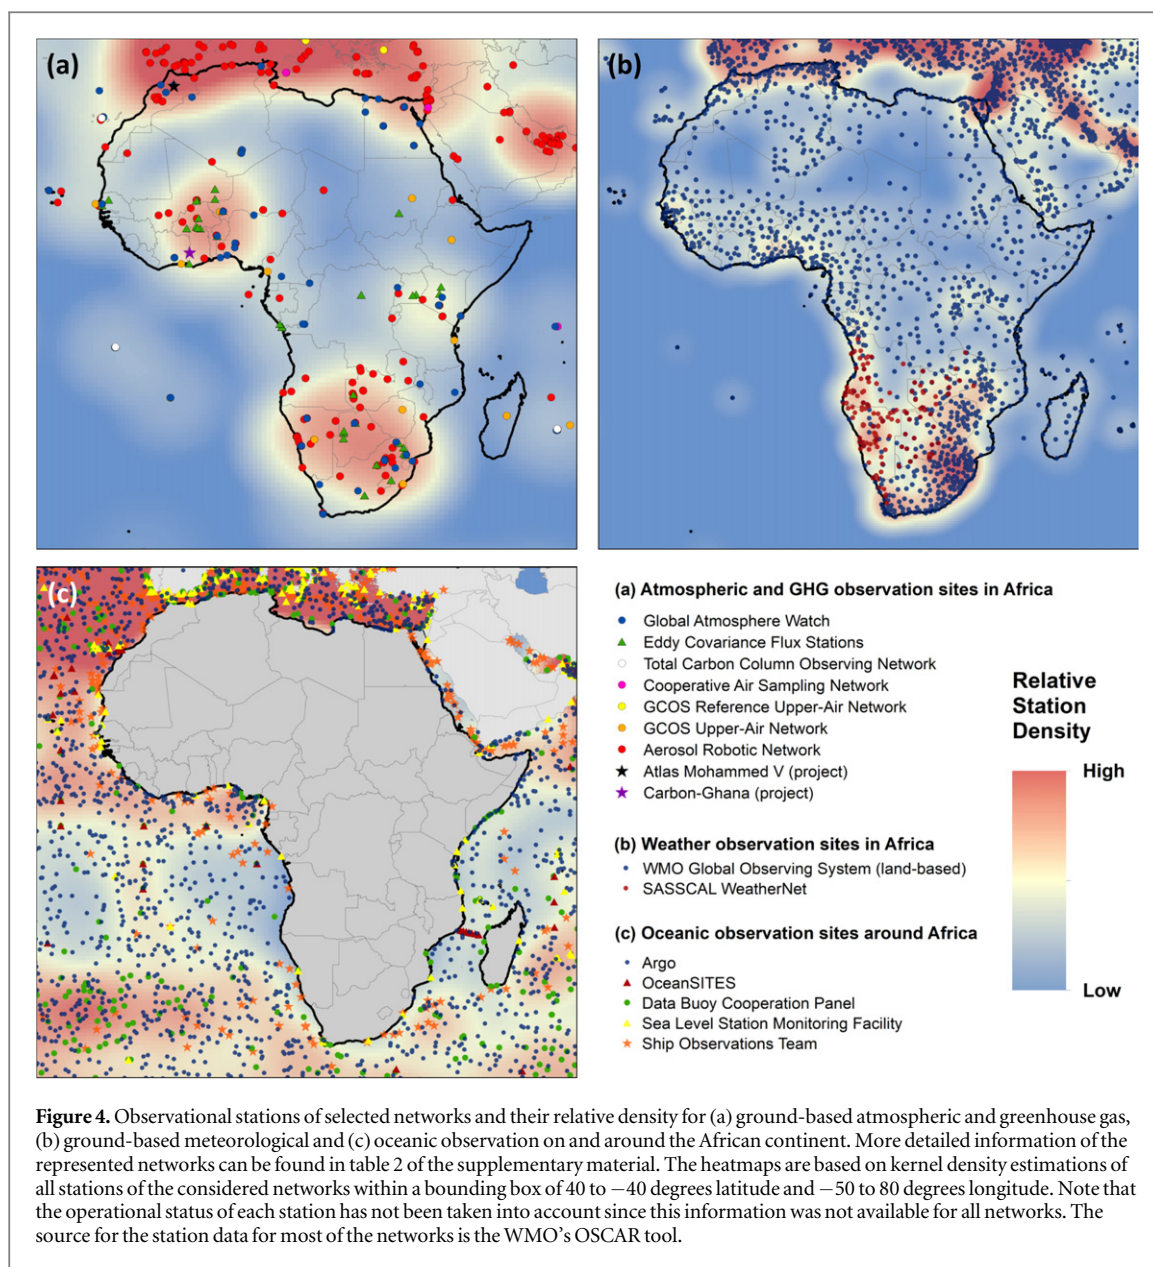 (a)
(b)
(c)
(a) Atmospheric and GHG observation sites in Africa
Global Atmosphere Watch
Eddy Covariance Flux Stations
Total Carbon Column Observing Network
Cooperative Air Sampling Network
GCOS Reference Upper-Air Network
GCOS Upper-Air Network
Aerosol Robotic Network
Atlas Mohammed V (project)
Carbon-Ghana (project)
(b) Weather observation sites in Africa
WMO Global Observing System (land-based)
SASSCAL WeatherNet
(c) Oceanic observation sites around Africa
Argo
OceanSITES
Data Buoy Cooperation Panel
Sea Level Station Monitoring Facility
Ship Observations Team
Relative
Station
Density
High
Low
Figure 4. Observational stations of selected networks and their relative density for (a) ground-based atmospheric and greenhouse gas,
(b) ground-based meteorological and (c) oceanic observation on and around the African continent. More detailed information of the
represented networks can be found in table 2 of the supplementary material. The heatmaps are based on kernel density estimations of
all stations of the considered networks within a bounding box of 40 to −40 degrees latitude and −50 to 80 degrees longitude. Note that
the operational status of each station has not been taken into account since this information was not available for all networks. The
source for the station data for most of the networks is the WMO's OSCAR tool.